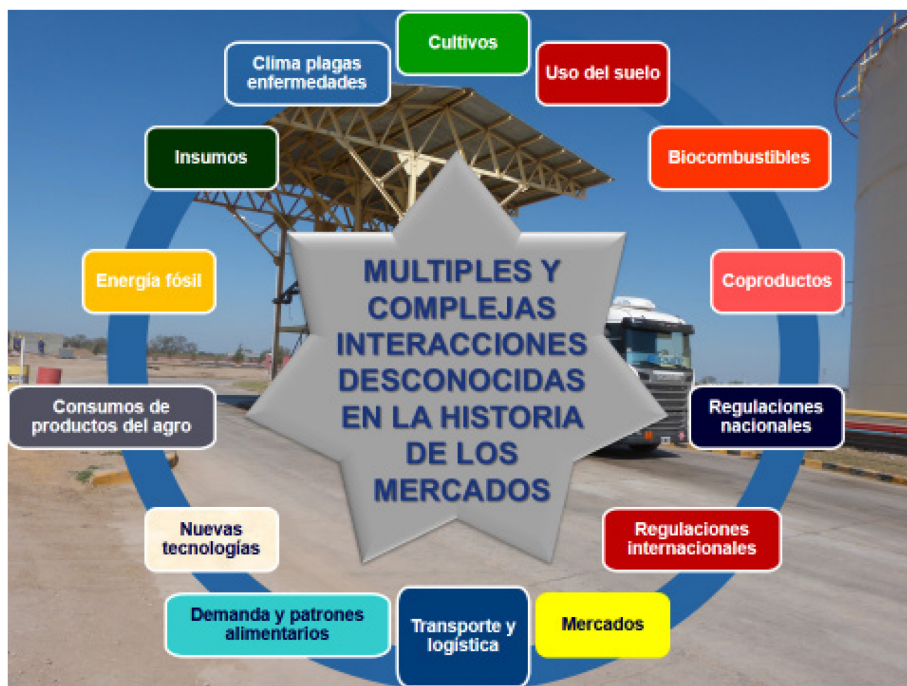 Cultivos
Uso del suelo
Biocombustibles
Coproductos
Regulaciones
nacionales
Regulaciones
internacionales
Mercados
Transporte y
logística
Demanda y patrones
alimentarios
Nuevas
tecnologías
Consumos de
productos del agro
Energía fósil
Insumos
Clima plagas
enfermedades
MULTIPLES Y
COMPLEJAS
INTERACCIONES
DESCONOCIDAS
EN LA HISTORIA
DE LOS
MERCADOS